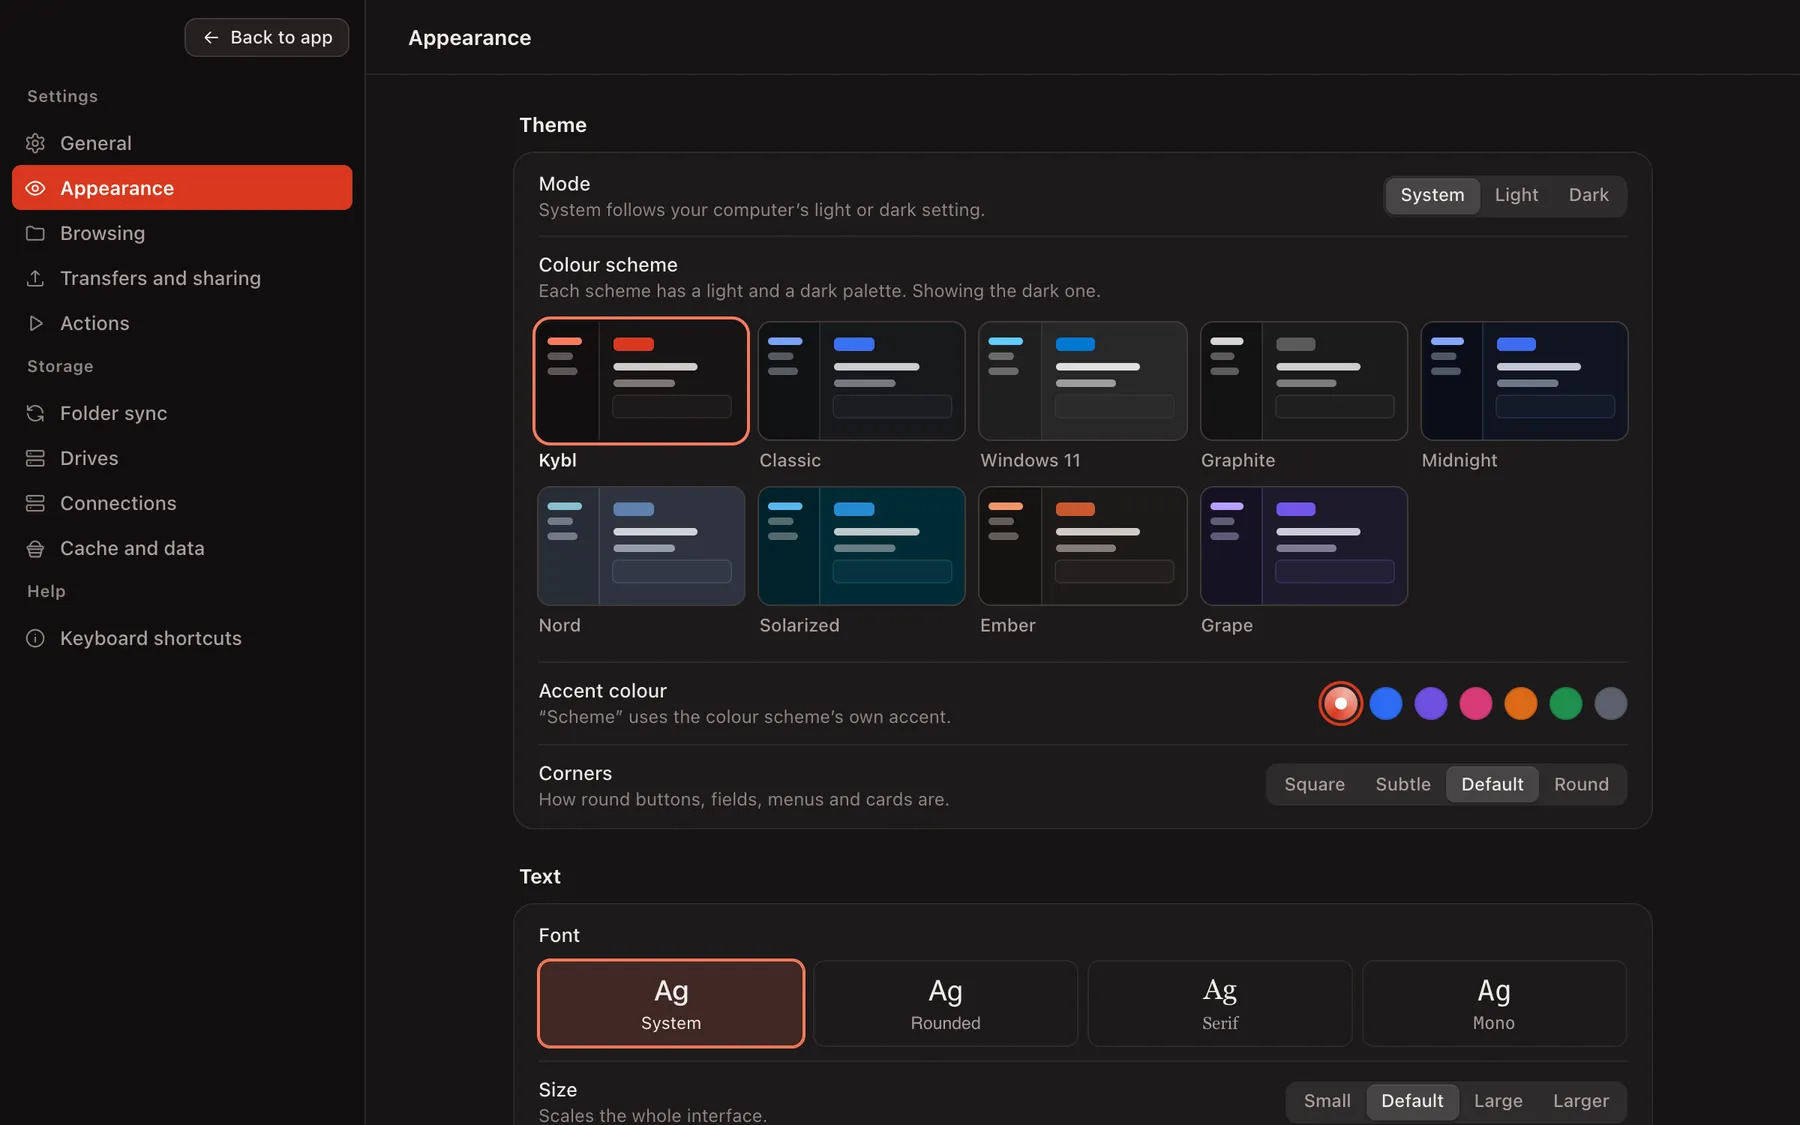 Back to app
Settings
General
Appearance
Browsing
Transfers and sharing
Actions
Storage
Folder sync
Drives
Connections
Cache and data
Help
Keyboard shortcuts
Appearance
Theme
Mode
System follows your computer’s light or dark setting.
System Light Dark
Colour scheme
Each scheme has a light and a dark palette. Showing the dark one.
Kybl Classic Windows 11 Graphite Midnight
Nord Solarized Ember Grape
Accent colour
“Scheme” uses the colour scheme’s own accent.
Corners
How round buttons, fields, menus and cards are.
Square Subtle Default Round
Text
Font
Ag Ag Ag Ag
System Rounded Serif Mono
Size
Scales the whole interface.
Small Default Large Larger